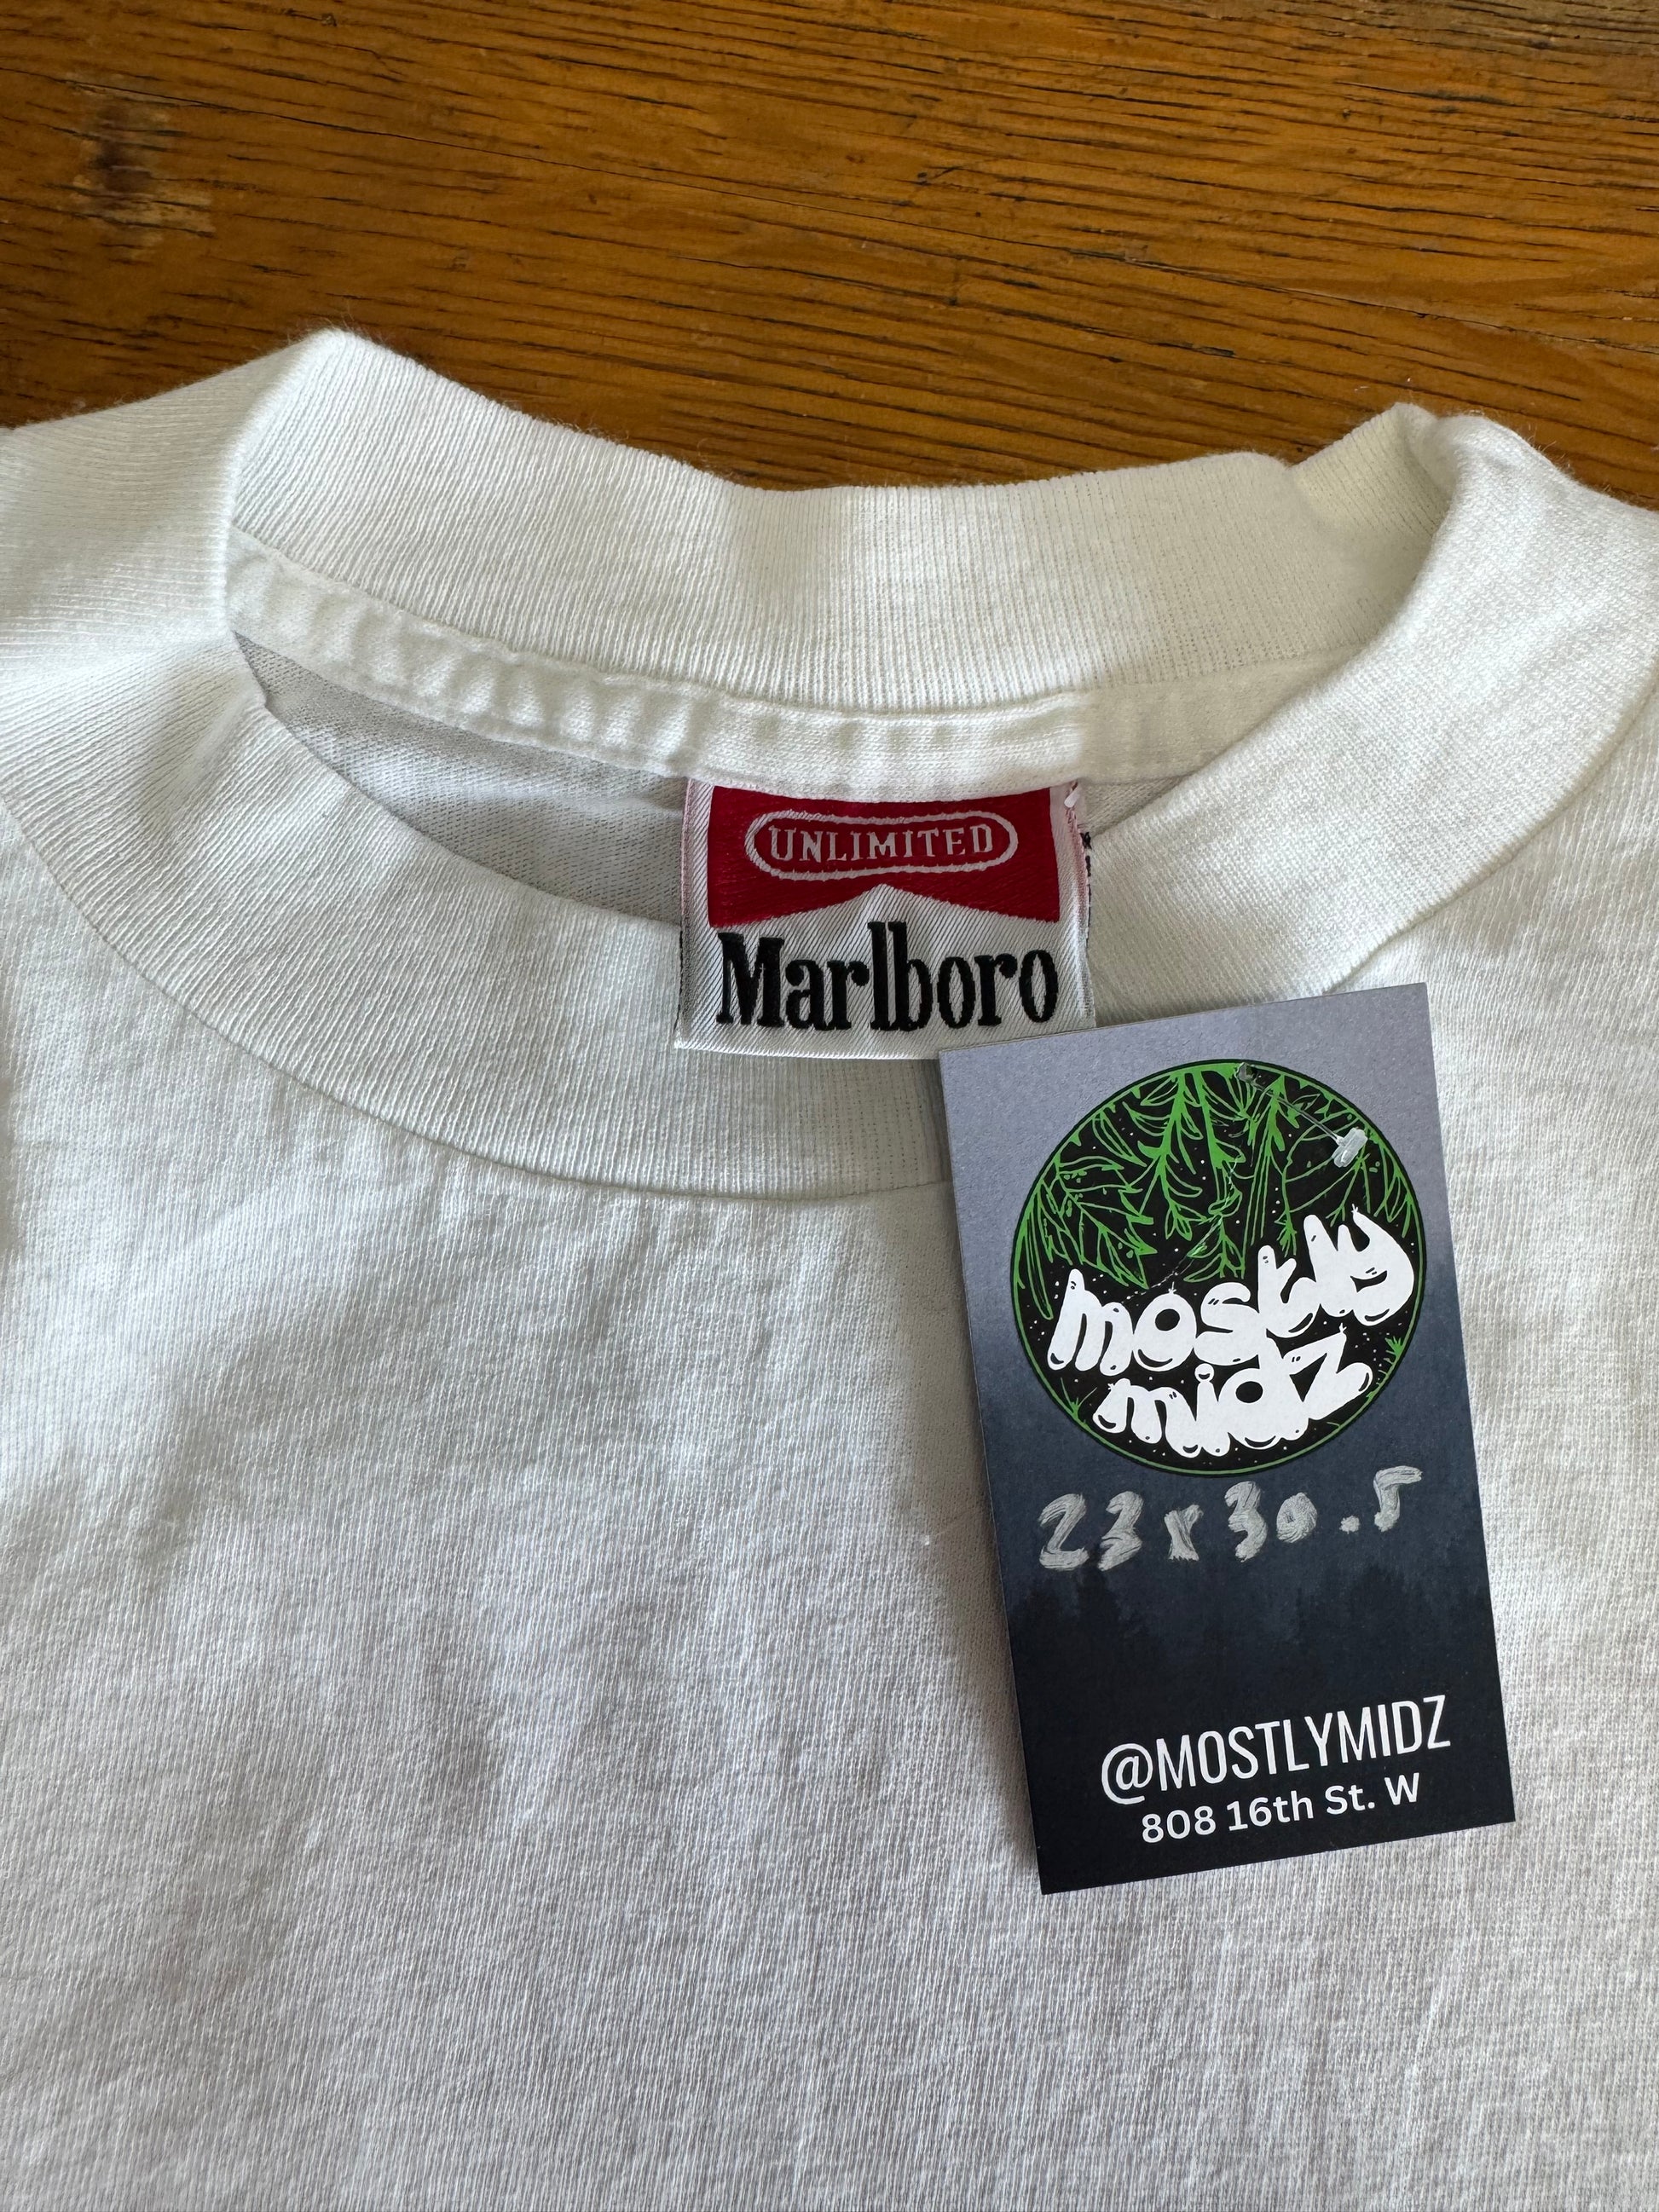 UNLIMITED
Marlboro
mostly
midz
23x30.5
@MOSTLYMIDZ
808 16th St. W